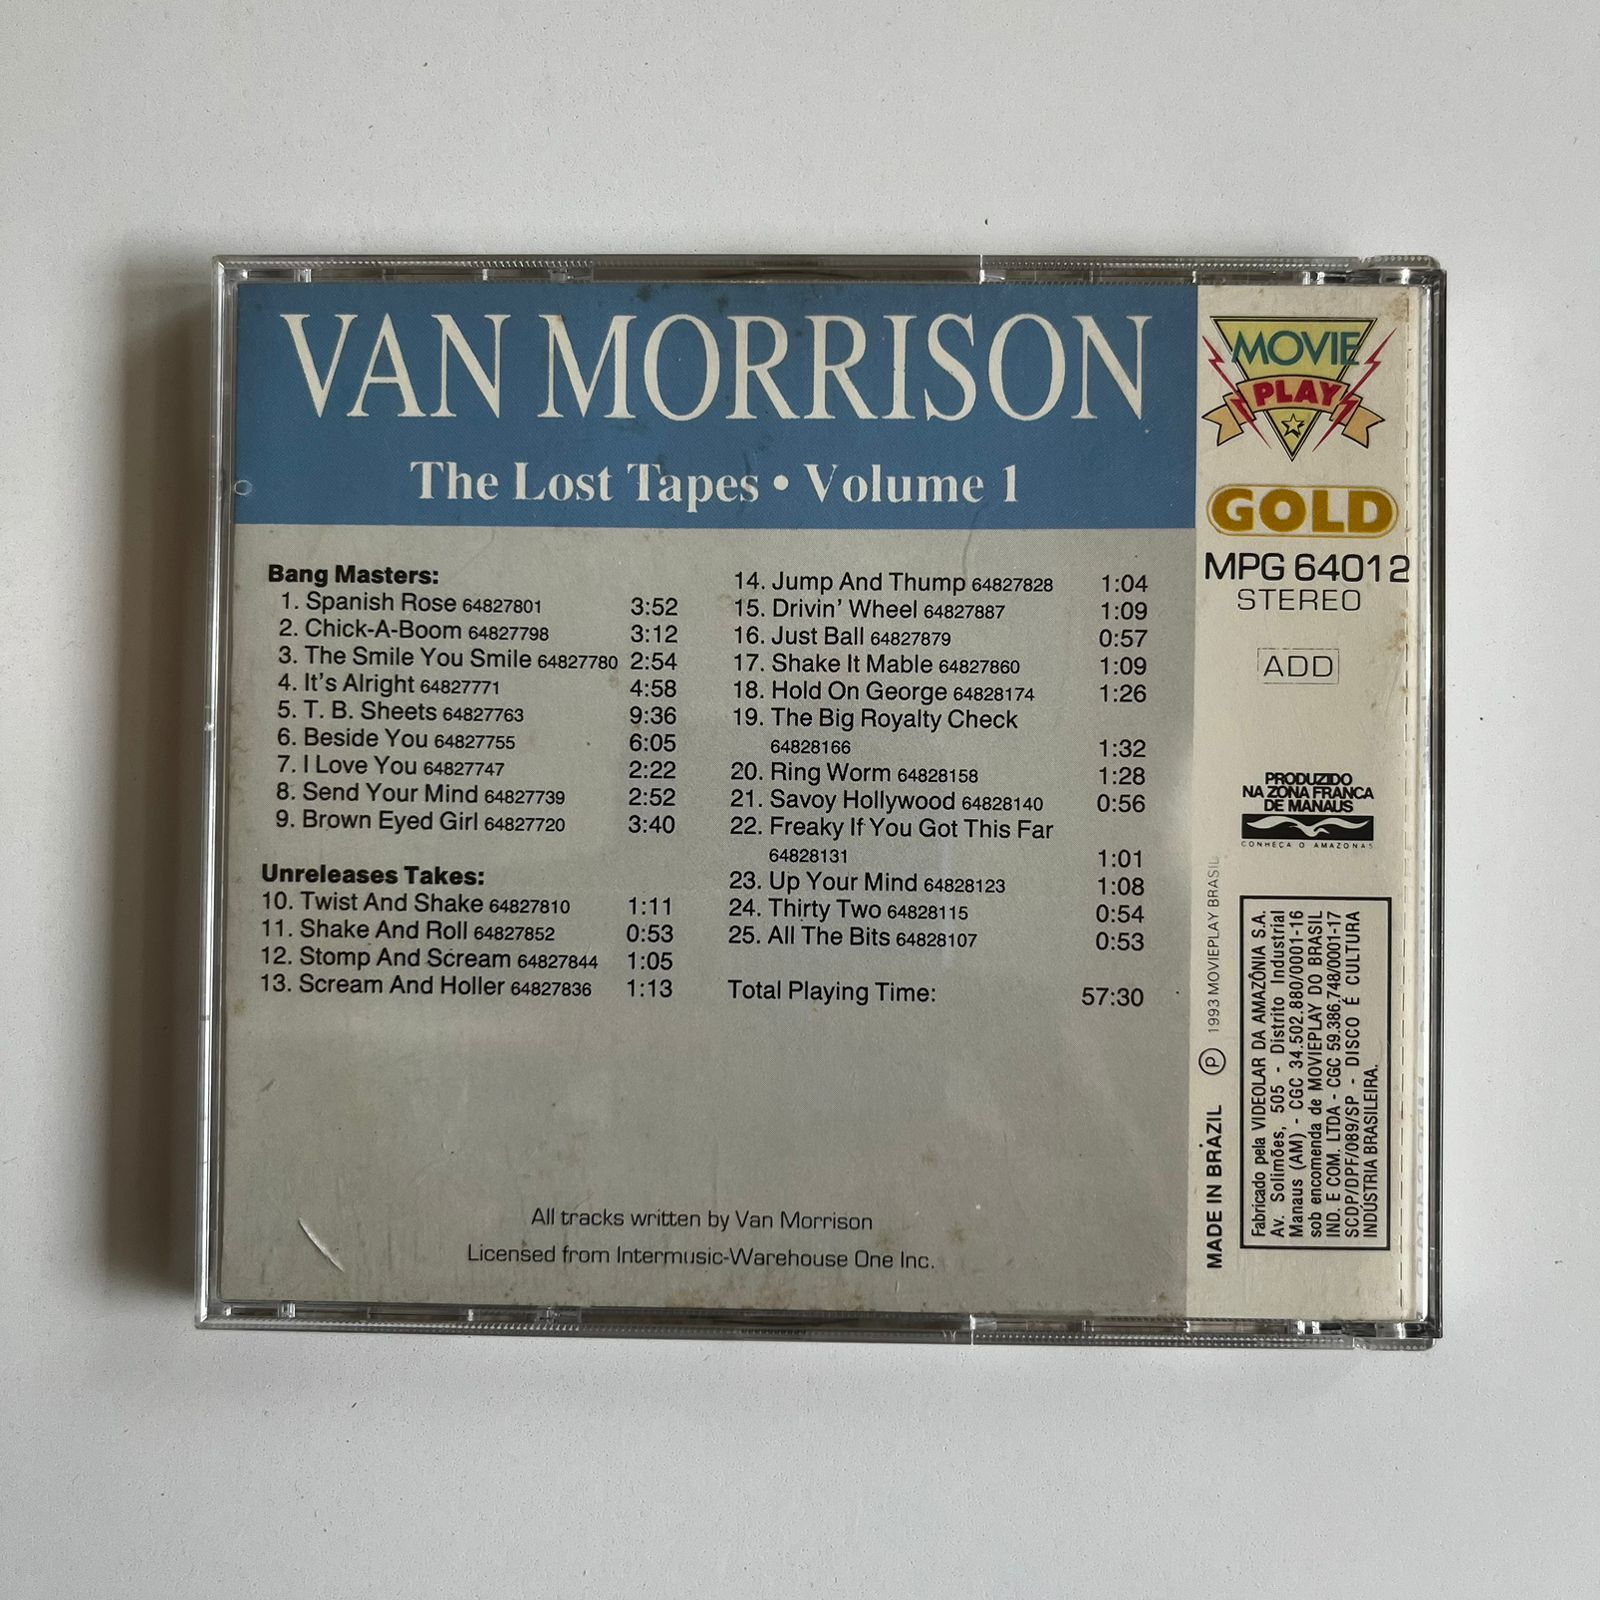 VAN MORRISON
The Lost Tapes • Volume 1
Bang Masters:
1. Spanish Rose 64827801 3:52
2. Chick-A-Boom 64827798 3:12
3. The Smile You Smile 64827780 2:54
4. It's Alright 64827771 4:58
5. T. B. Sheets 64827763 9:36
6. Beside You 64827755 6:05
7. I Love You 64827747 2:22
8. Send Your Mind 64827739 2:52
9. Brown Eyed Girl 64827720 3:40
Unreleases Takes:
10. Twist And Shake 64827810 1:11
11. Shake And Roll 64827852 0:53
12. Stomp And Scream 64827844 1:05
13. Scream And Holler 64827836 1:13
14. Jump And Thump 64827828 1:04
15. Drivin' Wheel 64827887 1:09
16. Just Ball 64827879 0:57
17. Shake It Mable 64827860 1:09
18. Hold On George 64828174 1:26
19. The Big Royalty Check
64828166 1:32
20. Ring Worm 64828158 1:28
21. Savoy Hollywood 64828140 0:56
22. Freaky If You Got This Far
64828131 1:01
23. Up Your Mind 64828123 1:08
24. Thirty Two 64828115 0:54
25. All The Bits 64828107 0:53
Total Playing Time: 57:30
All tracks written by Van Morrison
Licensed from Intermusic-Warehouse One Inc.
MOVIE
PLAY
GOLD
MPG 64012
STEREO
ADD
PRODUZIDO
NA ZONA FRANCA
DE MANAUS
CONHEÇA O AMAZONAS
MADE IN BRAZIL Ⓟ 1993 MOVIEPLAY BRASIL
Fabricado pela VIDEOLAR DA AMAZÔNIA S.A.
Av. Solimões, 505 - Distrito Industrial
Manaus (AM) - CGC 34.502.880/0001-16
sob encomenda de MOVIEPLAY DO BRASIL
IND. E COM. LTDA - CGC 59.386.748/0001-17
SCDP/DPF/089/SP - DISCO É CULTURA
INDÚSTRIA BRASILEIRA.